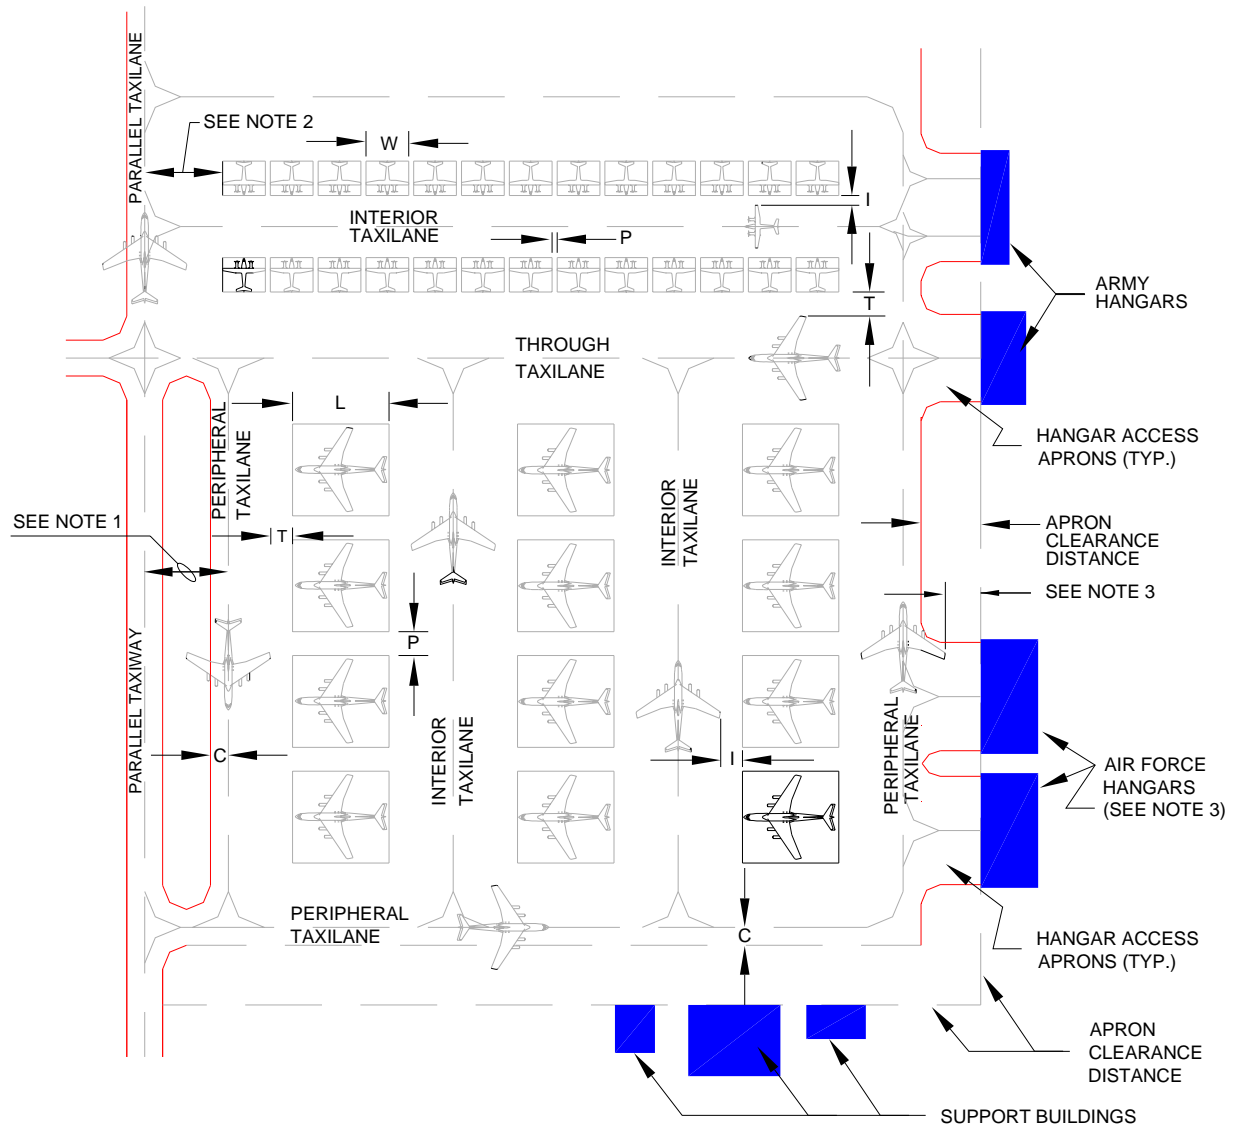 PARALLEL TAXILANE
SEE NOTE 2
W
I
INTERIOR
TAXILANE
P
T
ARMY
HANGARS
THROUGH
TAXILANE
L
PERIPHERAL
TAXILANE
HANGAR ACCESS
APRONS (TYP.)
SEE NOTE 1
T
INTERIOR
TAXILANE
APRON
CLEARANCE
DISTANCE
SEE NOTE 3
P
PARALLEL TAXIWAY
C
INTERIOR
TAXILANE
I
PERIPHERAL
TAXILANE
AIR FORCE
HANGARS
(SEE NOTE 3)
PERIPHERAL
TAXILANE
C
HANGAR ACCESS
APRONS (TYP.)
APRON
CLEARANCE
DISTANCE
SUPPORT BUILDINGS